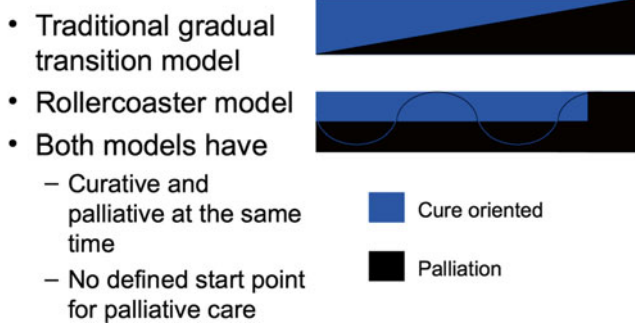 • Traditional gradual
transition model
• Rollercoaster model
• Both models have
– Curative and
palliative at the same
time
– No defined start point
for palliative care
Cure oriented
Palliation